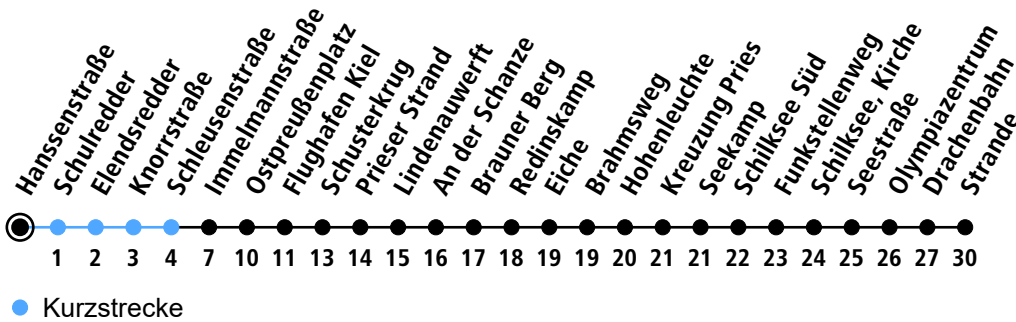 Hanssenstraße
Schulredder
Elendsredder
Knorrstraße
Schleusenstraße
Immelmannstraße
Ostpreußenplatz
Flughafen Kiel
Schusterkrug
Prieser Strand
Lindenauwerft
An der Schanze
Brauner Berg
Redinskamp
Eiche
Brahmsweg
Hohenleuchte
Kreuzung Pries
Seekamp
Schilksee Süd
Funkstellenweg
Schilksee, Kirche
Seestraße
Olympiazentrum
Drachenbahn
Strande
1 2 3 4 7 10 11 13 14 15 16 17 18 19 19 20 21 21 22 23 24 25 26 27 30
Kurzstrecke